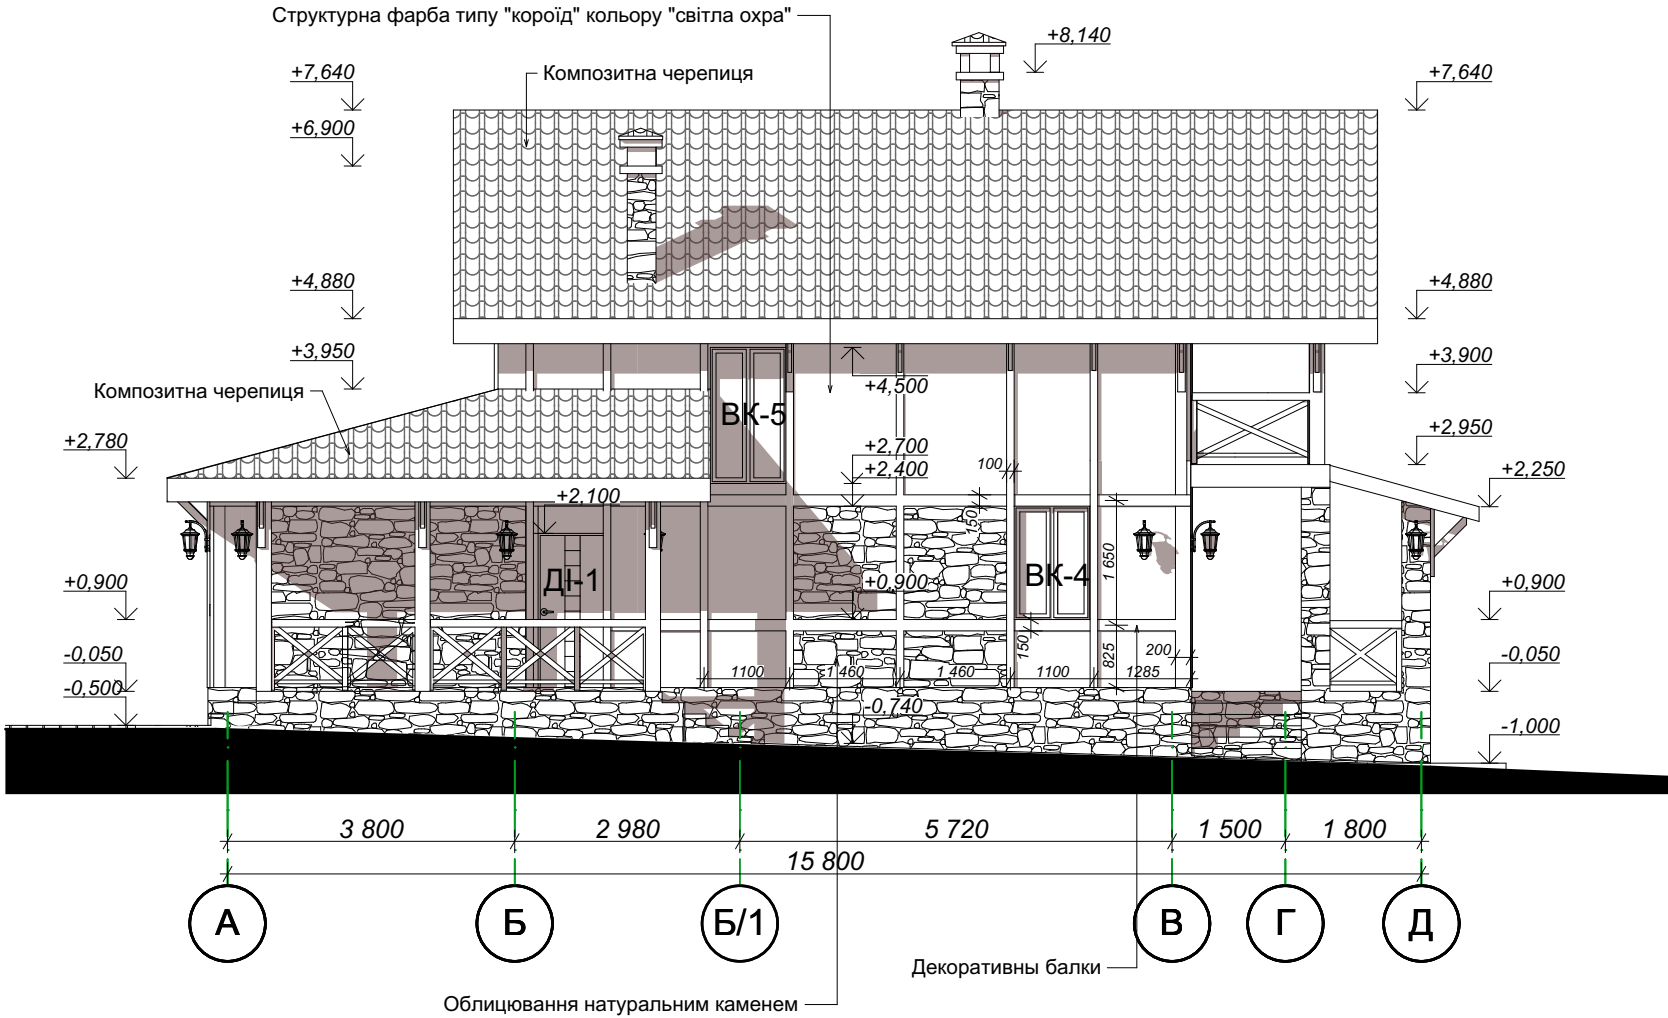 Структурна фарба типу "короїд" кольору "світла охра"
+8,140
+7,640
Композитна черепиця
+7,640
+6,900
+4,880
+4,880
+3,950
+3,900
+4,500
Композитна черепиця
ВК-5
+2,780
+2,700
+2,950
+2,400
100
+2,250
+2,100
150
+0,900
ДІ-1
+0,900
ВК-4
1 650
+0,900
-0,050
150
825
200
-0,050
1100
1 460
1 460
1100
1285
-0,500
-0,740
-1,000
3 800
2 980
5 720
1 500
1 800
15 800
А
Б
Б/1
В
Г
Д
Декоративны балки
Облицювання натуральним каменем